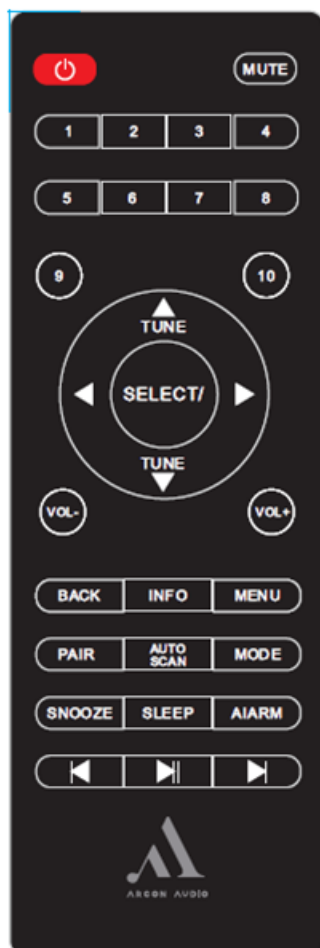 MUTE
1 2 3 4
5 6 7 8
9 10
TUNE
SELECT/
TUNE
VOL- VOL+
BACK INFO MENU
PAIR AUTO SCAN MODE
SNOOZE SLEEP AIARM
ARGON AUDIO